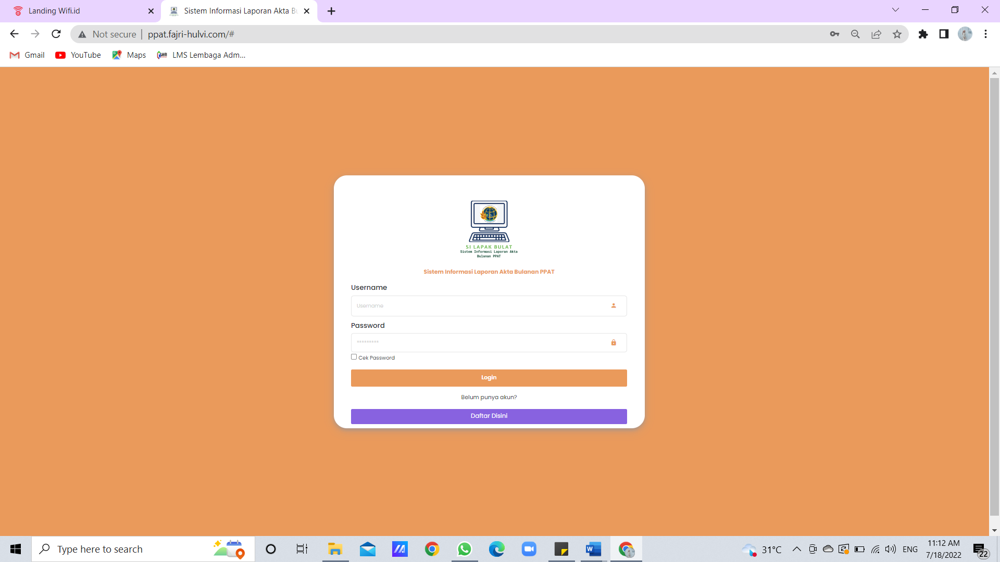 Landing Wifi.id
Sistem Informasi Laporan Akta B
Not secure
ppat.fajri-hulvi.com/#
Gmail
YouTube
Maps
LMS Lembaga Adm...
SI LAPAK BULAT
Sistem Informasi Laporan Akta
Bulanan PPAT
Sistem Informasi Laporan Akta Bulanan PPAT
Username
Username
Password
*********
Cek Password
Login
Belum punya akun?
Daftar Disini
Type here to search
31°C
ENG
11:12 AM
7/18/2022
22